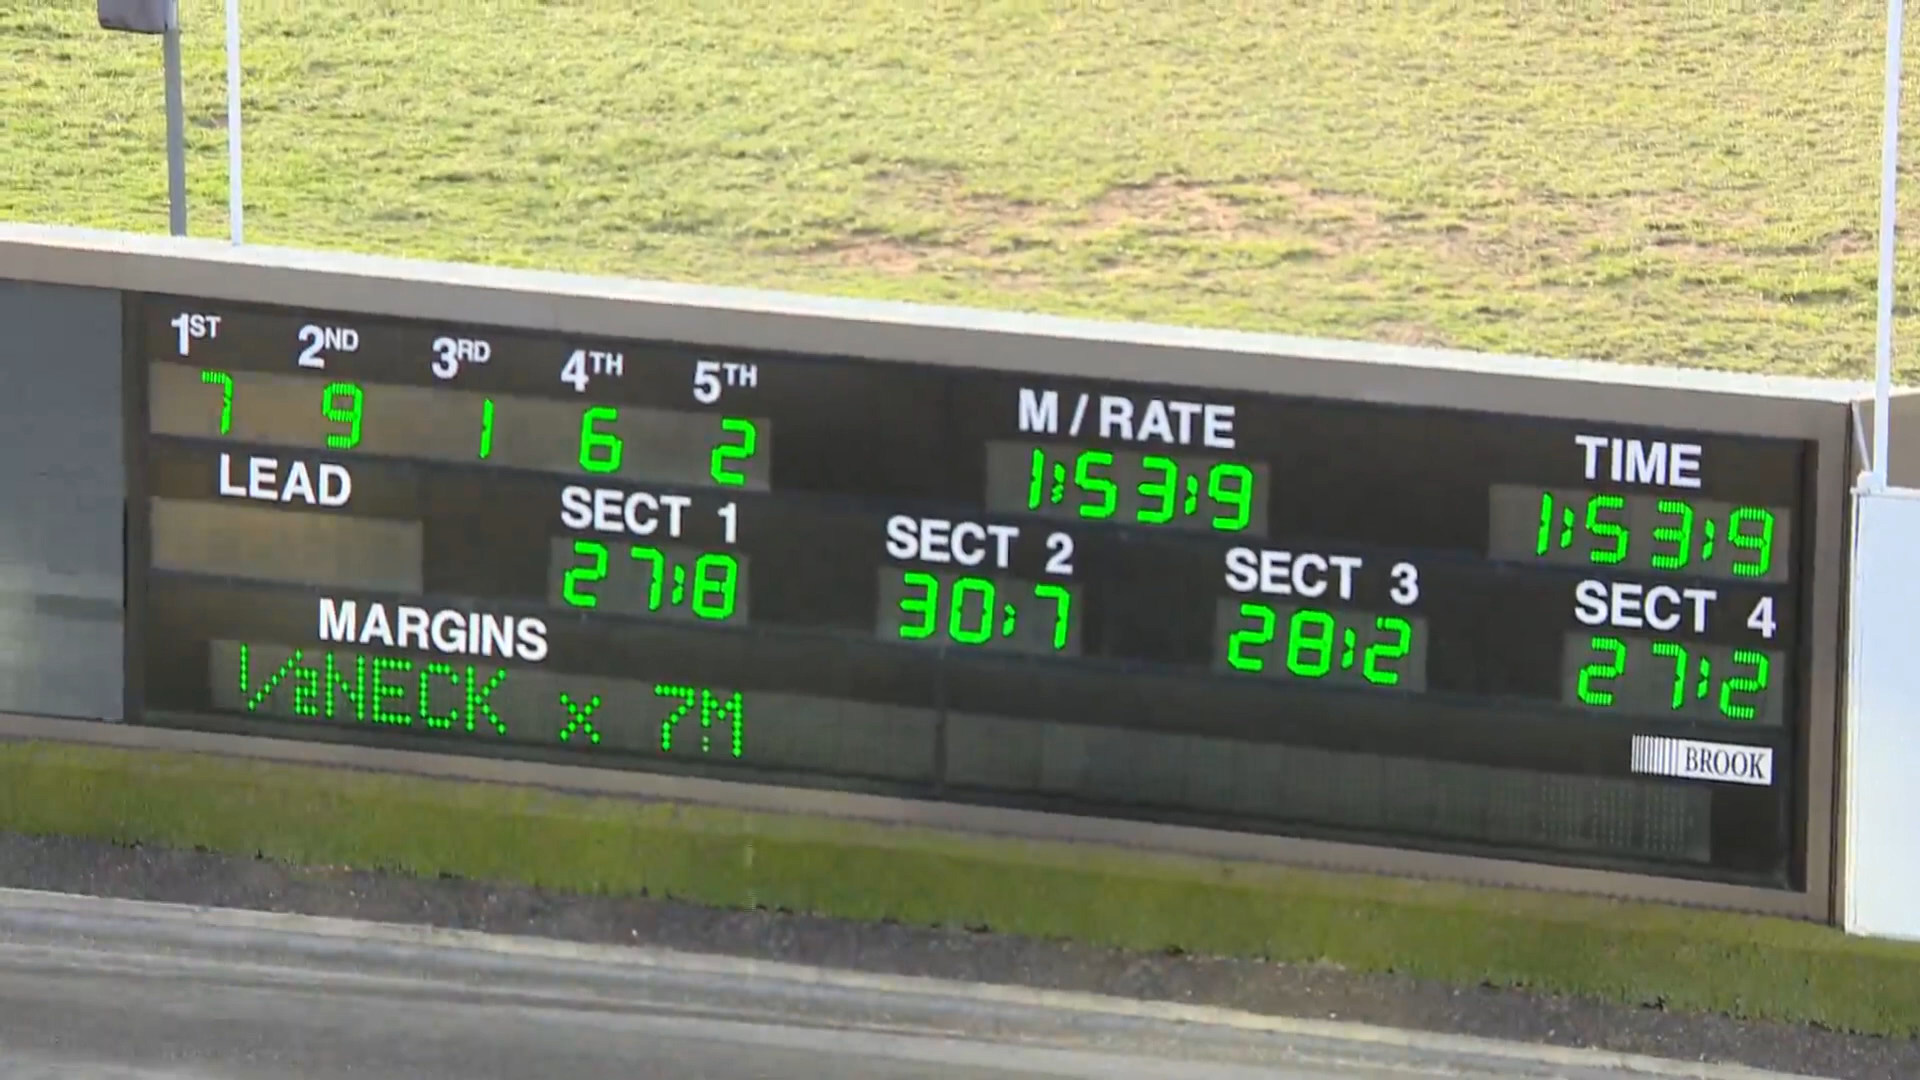 1ST 2ND 3RD 4TH 5TH
7 9 1 6 2
M/RATE
1:53:9
TIME
1:53:9
LEAD
SECT 1
27:8
SECT 2
30:7
SECT 3
28:2
SECT 4
27:2
MARGINS
1/2NECK x 7M
BROOK